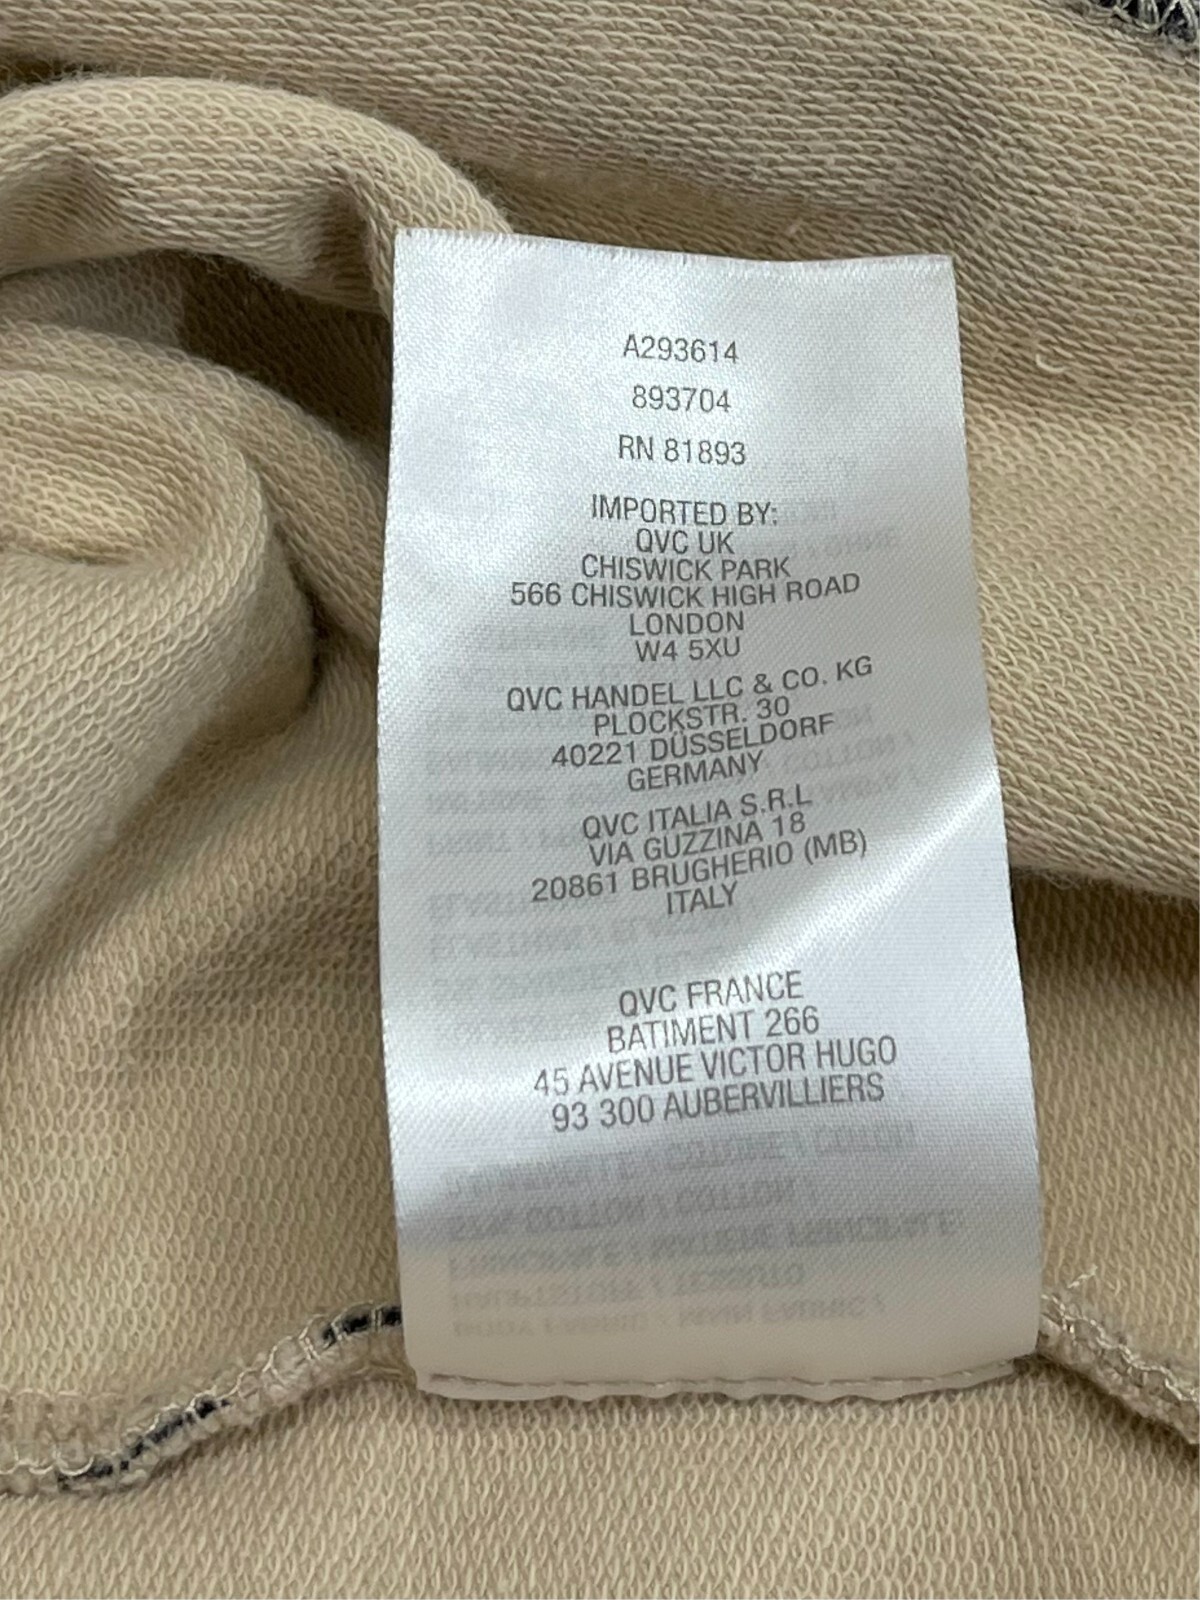 A293614
893704
RN 81893
IMPORTED BY:
QVC UK
CHISWICK PARK
566 CHISWICK HIGH ROAD
LONDON
W4 5XU
QVC HANDEL LLC & CO. KG
PLOCKSTR. 30
40221 DÜSSELDORF
GERMANY
QVC ITALIA S.R.L
VIA GUZZINA 18
20861 BRUGHERIO (MB)
ITALY
QVC FRANCE
BATIMENT 266
45 AVENUE VICTOR HUGO
93 300 AUBERVILLIERS